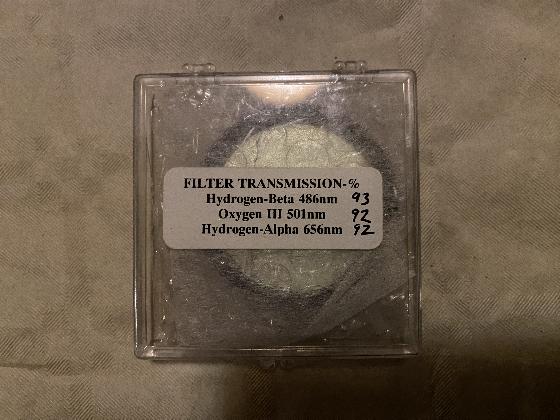 FILTER TRANSMISSION-%
Hydrogen-Beta 486nm 93
Oxygen III 501nm 92
Hydrogen-Alpha 656nm 92